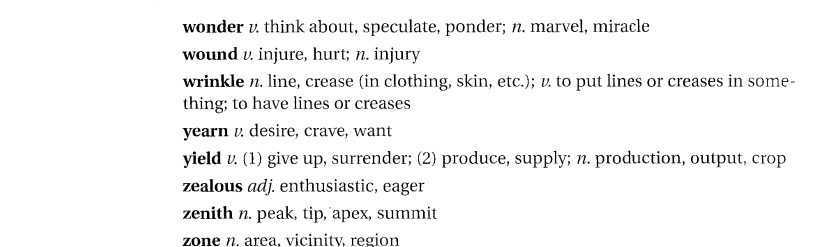 wonder v. think about, speculate, ponder; n. marvel, miracle
wound v. injure, hurt; n. injury
wrinkle n. line, crease (in clothing, skin, etc.); v. to put lines or creases in some-
thing; to have lines or creases
yearn v. desire, crave, want
yield v. (1) give up, surrender; (2) produce, supply; n. production, output, crop
zealous adj. enthusiastic, eager
zenith n. peak, tip, apex, summit
zone n. area, vicinity, region